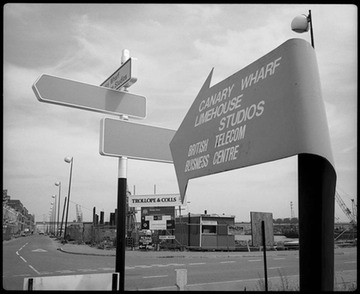 CANARY WHARF
LIMEHOUSE
STUDIOS
BRITISH TELECOM
BUSINESS CENTRE
TROLLOPE & COLLS